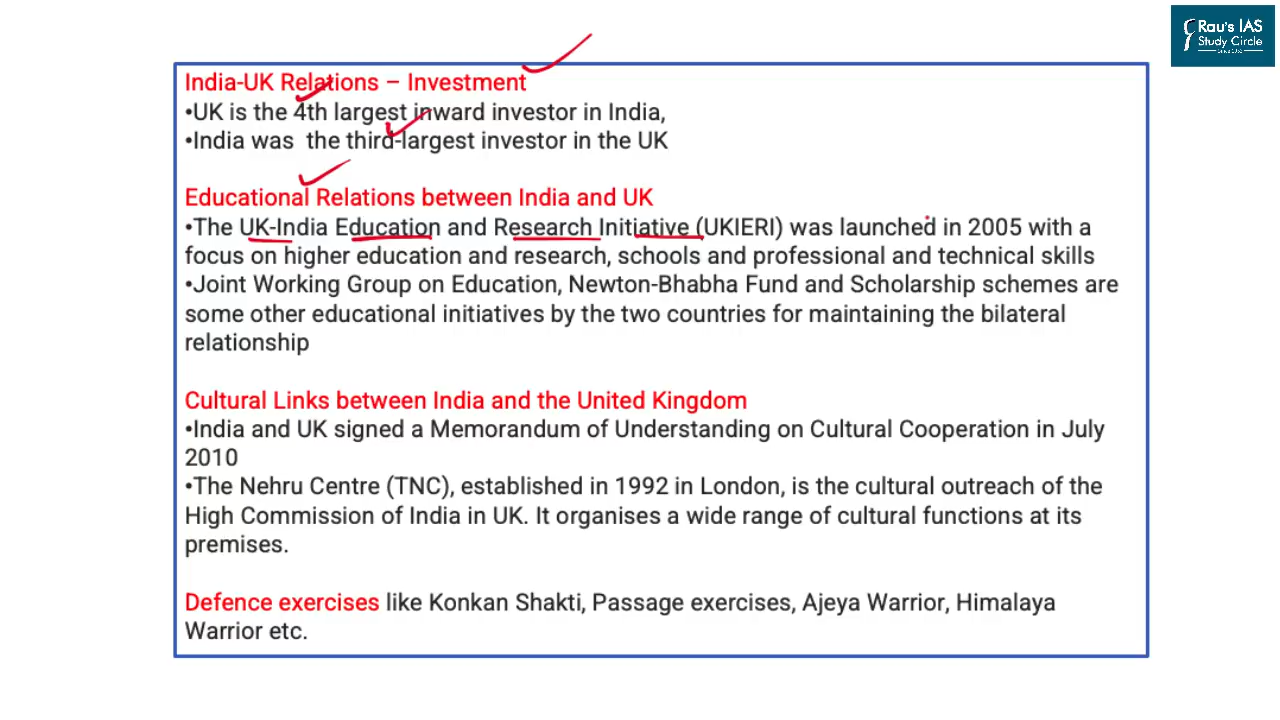 Rau's IAS
Study Circle
India-UK Relations – Investment
•UK is the 4th largest inward investor in India,
•India was the third-largest investor in the UK
Educational Relations between India and UK
•The UK-India Education and Research Initiative (UKIERI) was launched in 2005 with a
focus on higher education and research, schools and professional and technical skills
•Joint Working Group on Education, Newton-Bhabha Fund and Scholarship schemes are
some other educational initiatives by the two countries for maintaining the bilateral
relationship
Cultural Links between India and the United Kingdom
•India and UK signed a Memorandum of Understanding on Cultural Cooperation in July
2010
•The Nehru Centre (TNC), established in 1992 in London, is the cultural outreach of the
High Commission of India in UK. It organises a wide range of cultural functions at its
premises.
Defence exercises like Konkan Shakti, Passage exercises, Ajeya Warrior, Himalaya
Warrior etc.